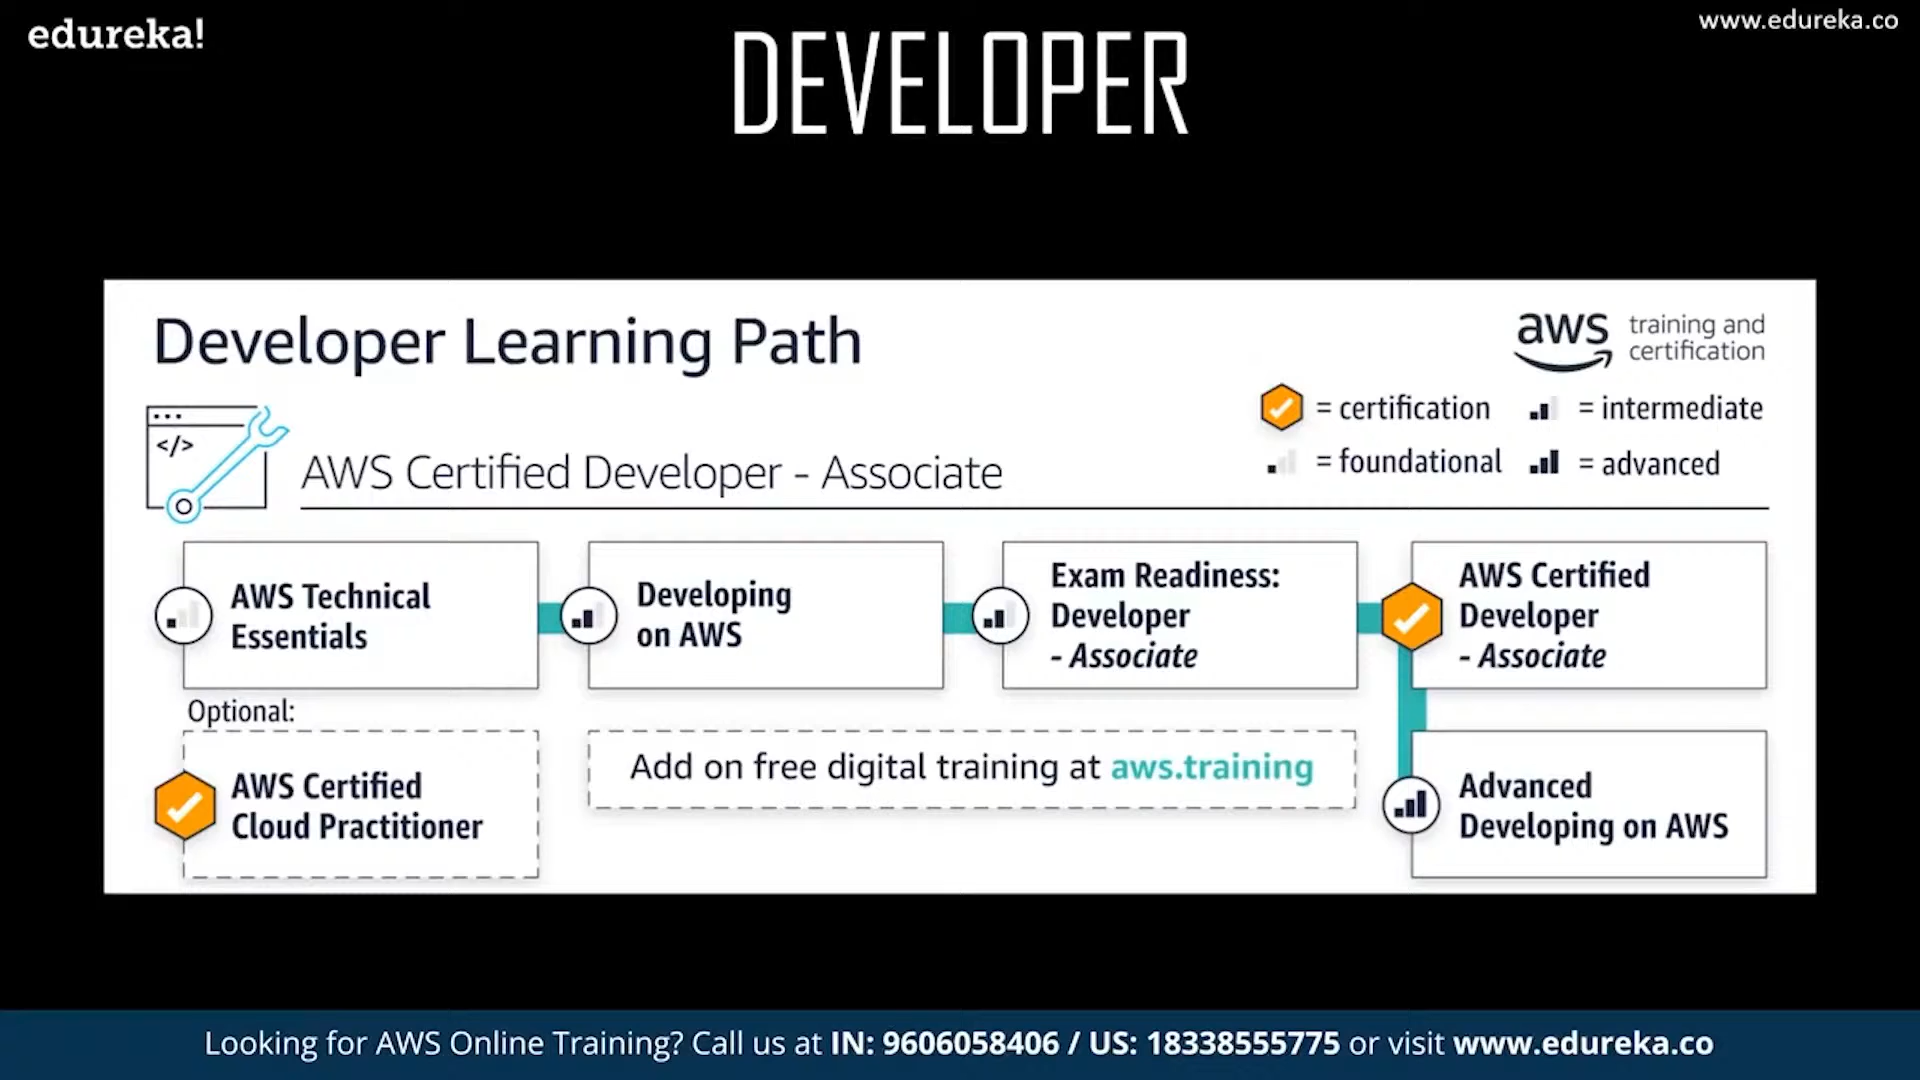 edureka!
www.edureka.co
DEVELOPER
Developer Learning Path
aws training and
certification
= certification
= intermediate
= foundational
= advanced
</>
AWS Certified Developer - Associate
AWS Technical
Essentials
Developing
on AWS
Exam Readiness:
Developer
- Associate
AWS Certified
Developer
- Associate
Optional:
AWS Certified
Cloud Practitioner
Add on free digital training at aws.training
Advanced
Developing on AWS
Looking for AWS Online Training? Call us at IN: 9606058406 / US: 18338555775 or visit www.edureka.co